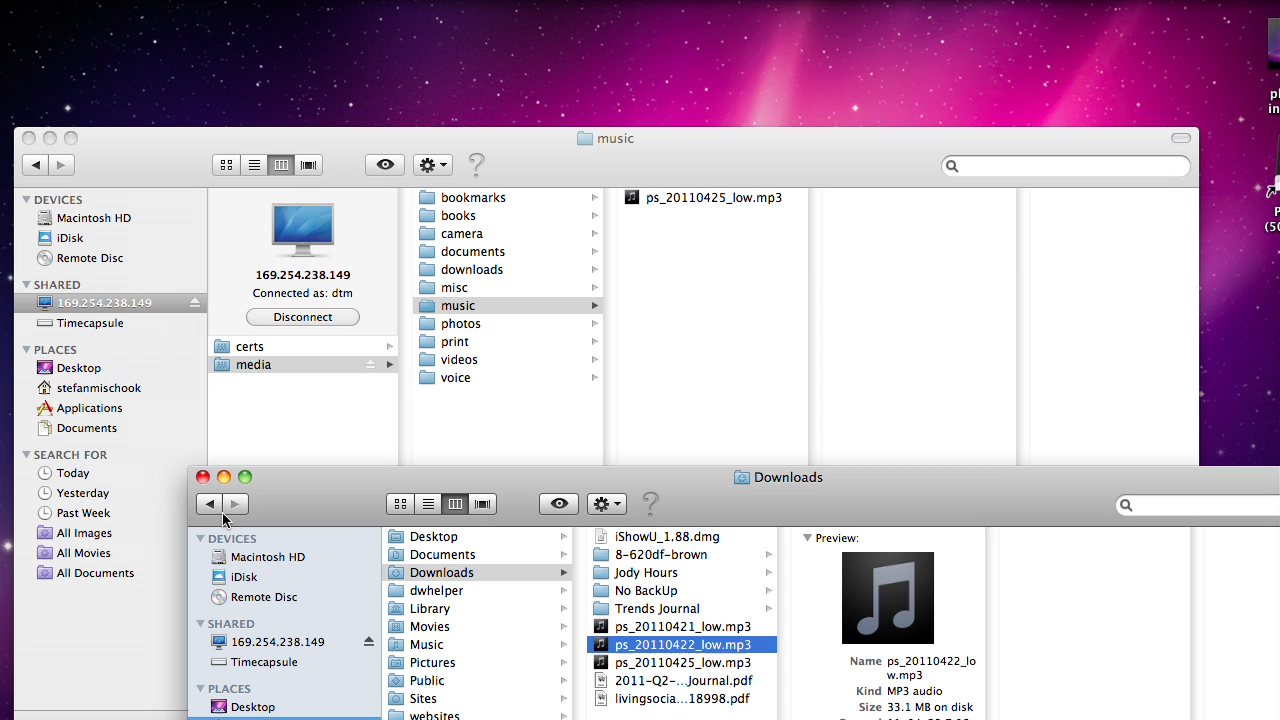 music
DEVICES
Macintosh HD
iDisk
Remote Disc
SHARED
169.254.238.149
Timecapsule
PLACES
Desktop
stefanmischook
Applications
Documents
SEARCH FOR
Today
Yesterday
Past Week
All Images
All Movies
All Documents
169.254.238.149
Connected as: dtm
Disconnect
certs
media
bookmarks
books
camera
documents
downloads
misc
music
photos
print
videos
voice
ps_20110425_low.mp3
Downloads
DEVICES
Macintosh HD
iDisk
Remote Disc
SHARED
169.254.238.149
Timecapsule
PLACES
Desktop
Desktop
Documents
Downloads
dwhelper
Library
Movies
Music
Pictures
Public
Sites
websites
iShowU_1.88.dmg
8-620df-brown
Jody Hours
No BackUp
Trends Journal
ps_20110421_low.mp3
ps_20110422_low.mp3
ps_20110425_low.mp3
2011-Q2-...Journal.pdf
livingsocia...18998.pdf
Preview:
Name ps_20110422_lo
w.mp3
Kind MP3 audio
Size 33.1 MB on disk